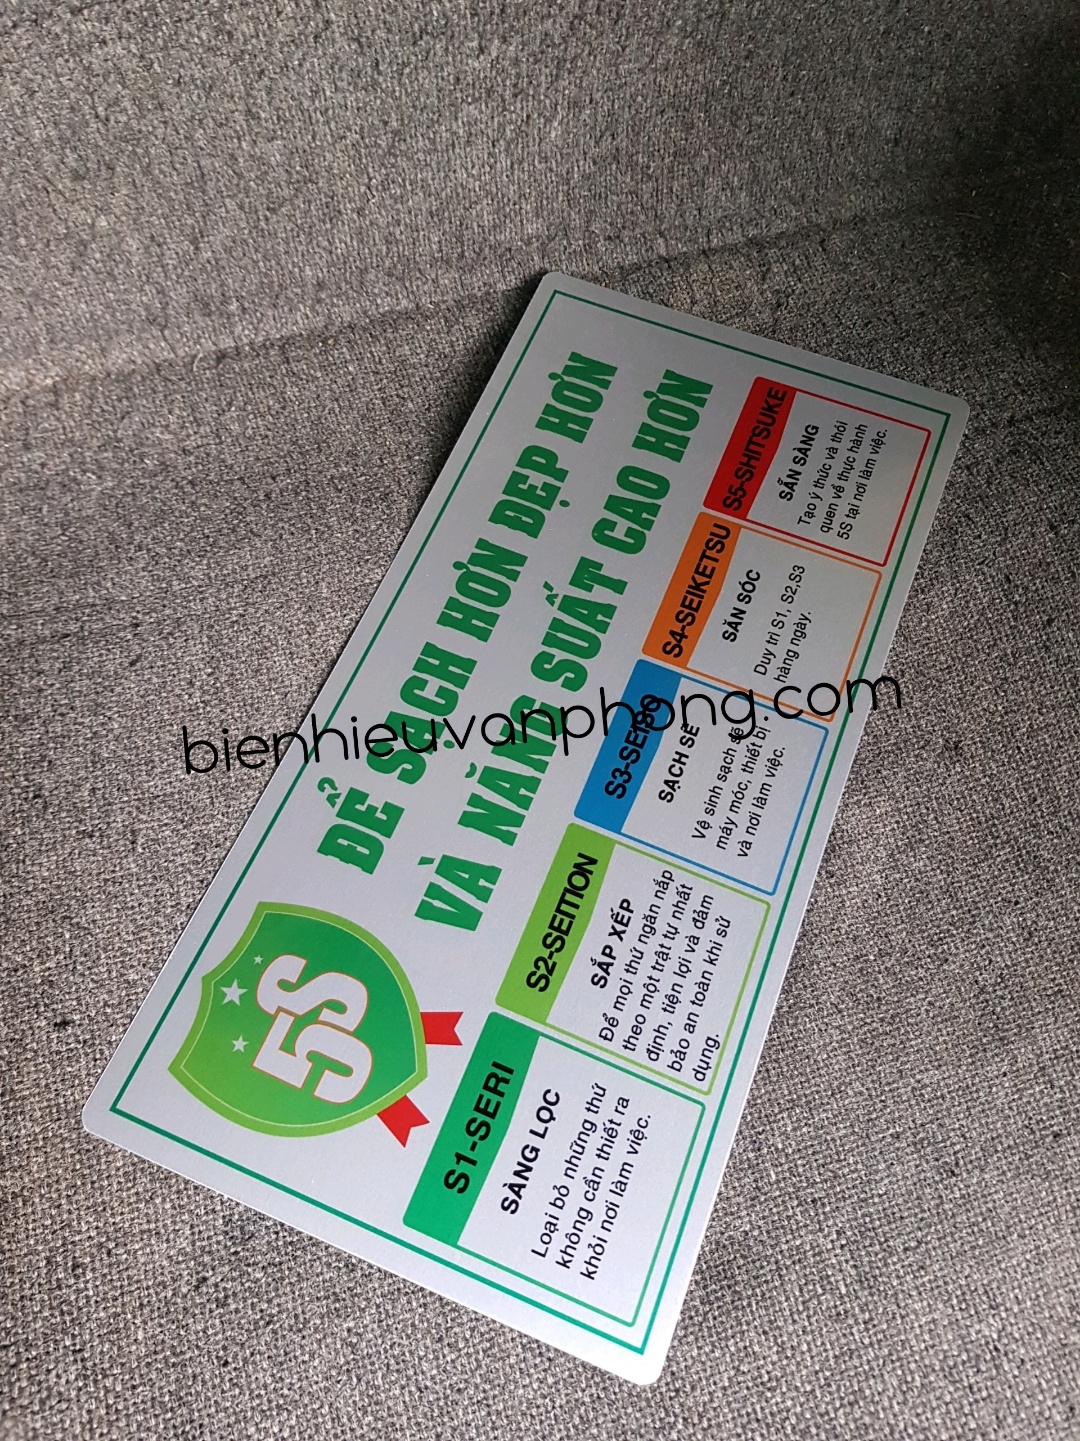 5S
ĐỂ SẠCH HƠN ĐẸP HƠN
VÀ NĂNG SUẤT CAO HƠN
S1-SERI
SÀNG LỌC
Loại bỏ những thứ
không cần thiết ra
khỏi nơi làm việc.
S2-SEITION
SẮP XẾP
Để mọi thứ ngăn nắp
theo một trật tự nhất
định, tiện lợi và đảm
bảo an toàn khi sử
dụng.
S3-SEISO
SẠCH SẼ
Vệ sinh sạch sẽ
máy móc, thiết bị
và nơi làm việc.
S4-SEIKETSU
SĂN SÓC
Duy trì S1, S2,S3
hàng ngày.
S5-SHITSUKE
SẴN SÀNG
Tạo ý thức và thói
quen về thực hành
5S tại nơi làm việc.
bienhieuvanphong.com